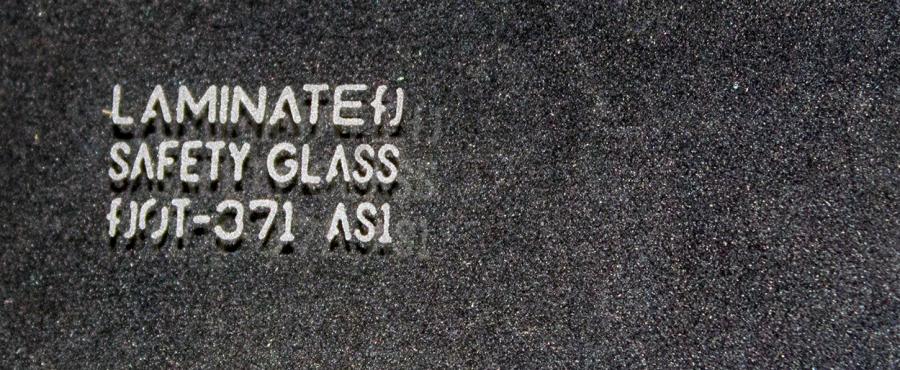 LAMINATED
SAFETY GLASS
DOT-371 AS1